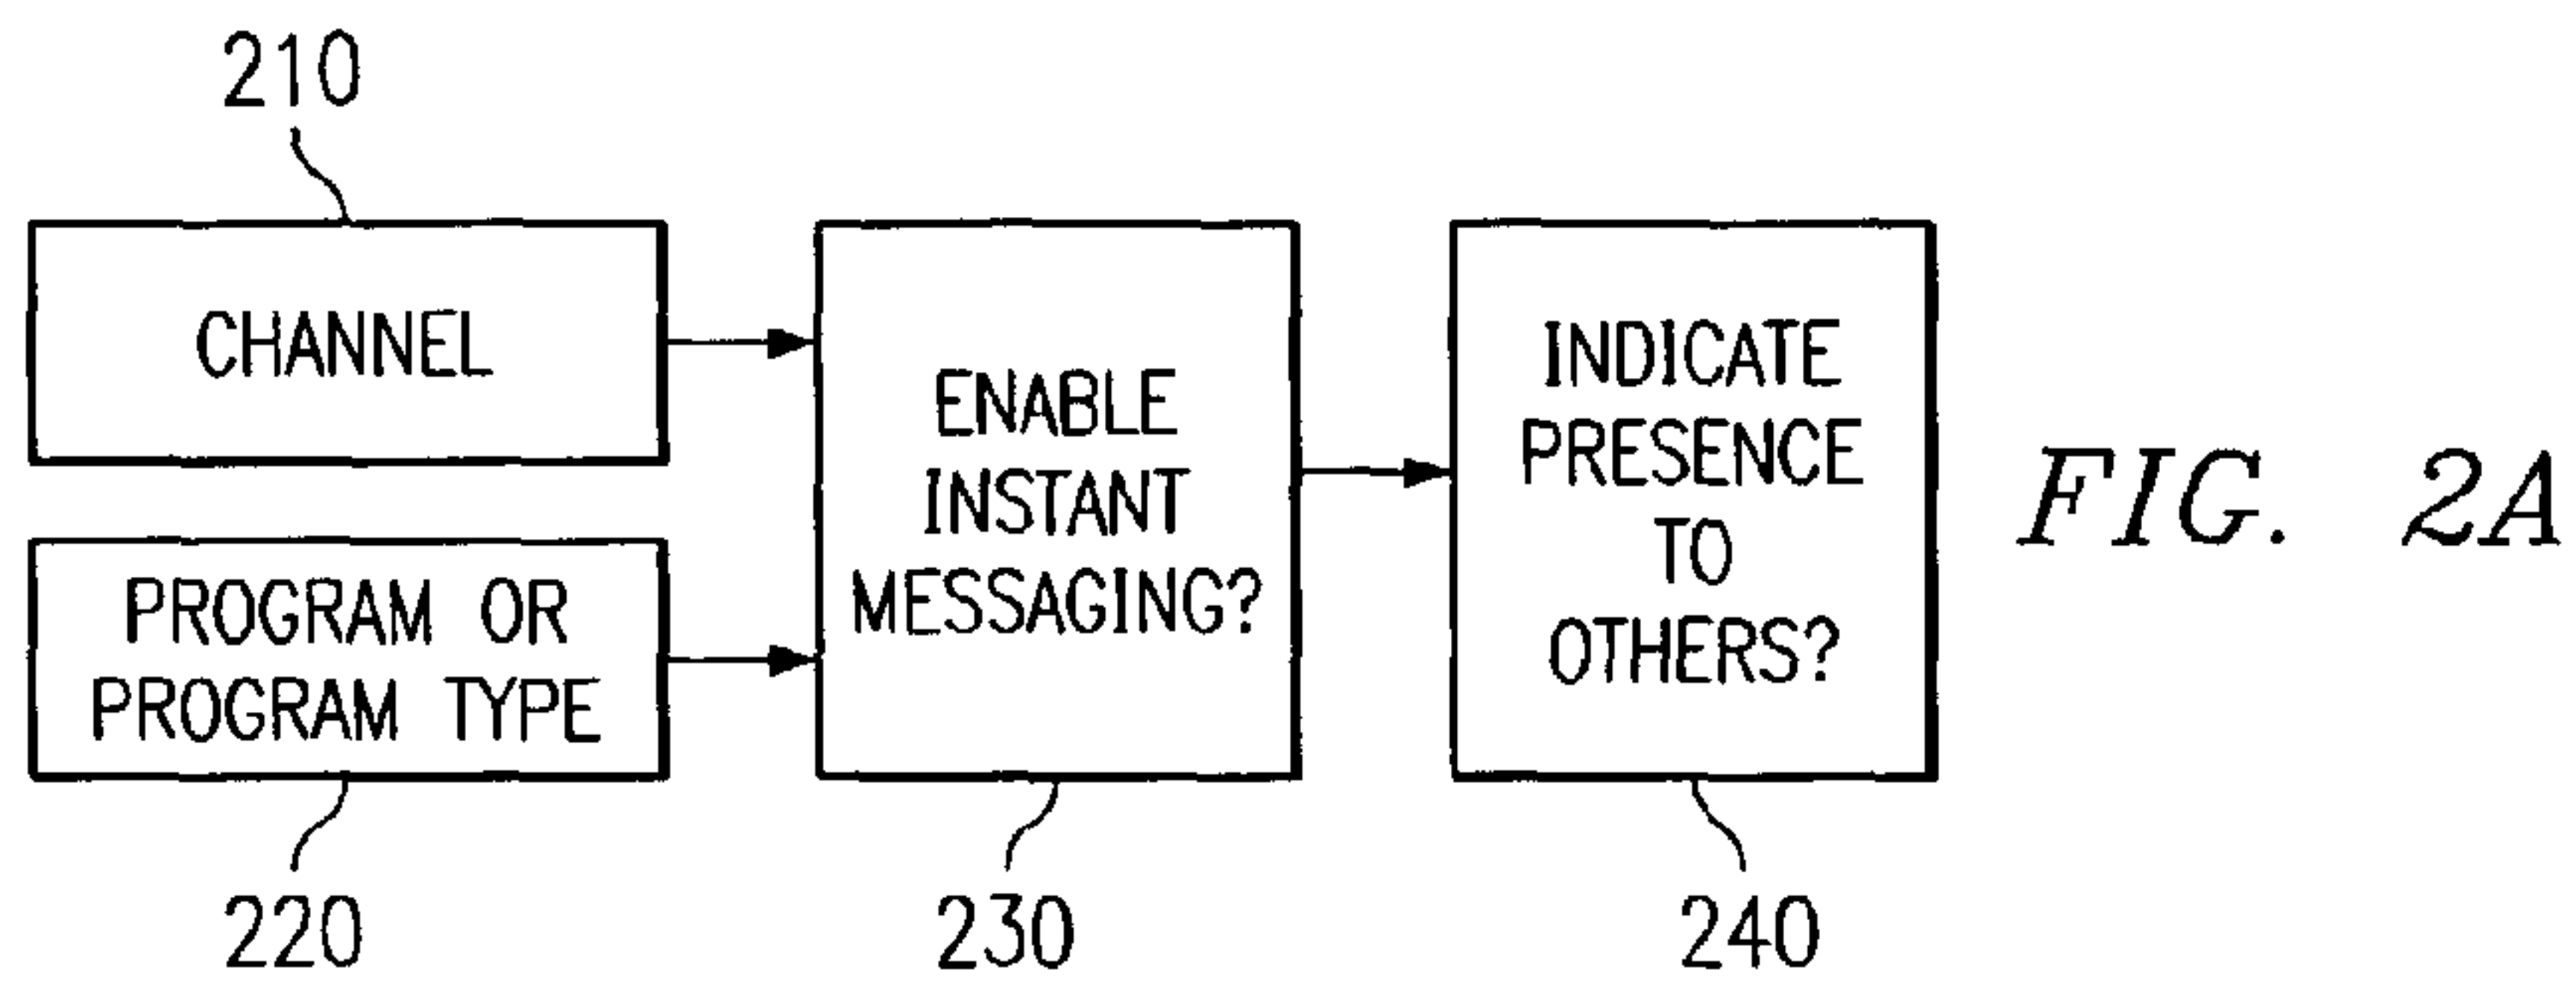 210
CHANNEL
PROGRAM OR
PROGRAM TYPE
220
ENABLE
INSTANT
MESSAGING?
230
INDICATE
PRESENCE
TO
OTHERS?
240
FIG. 2A